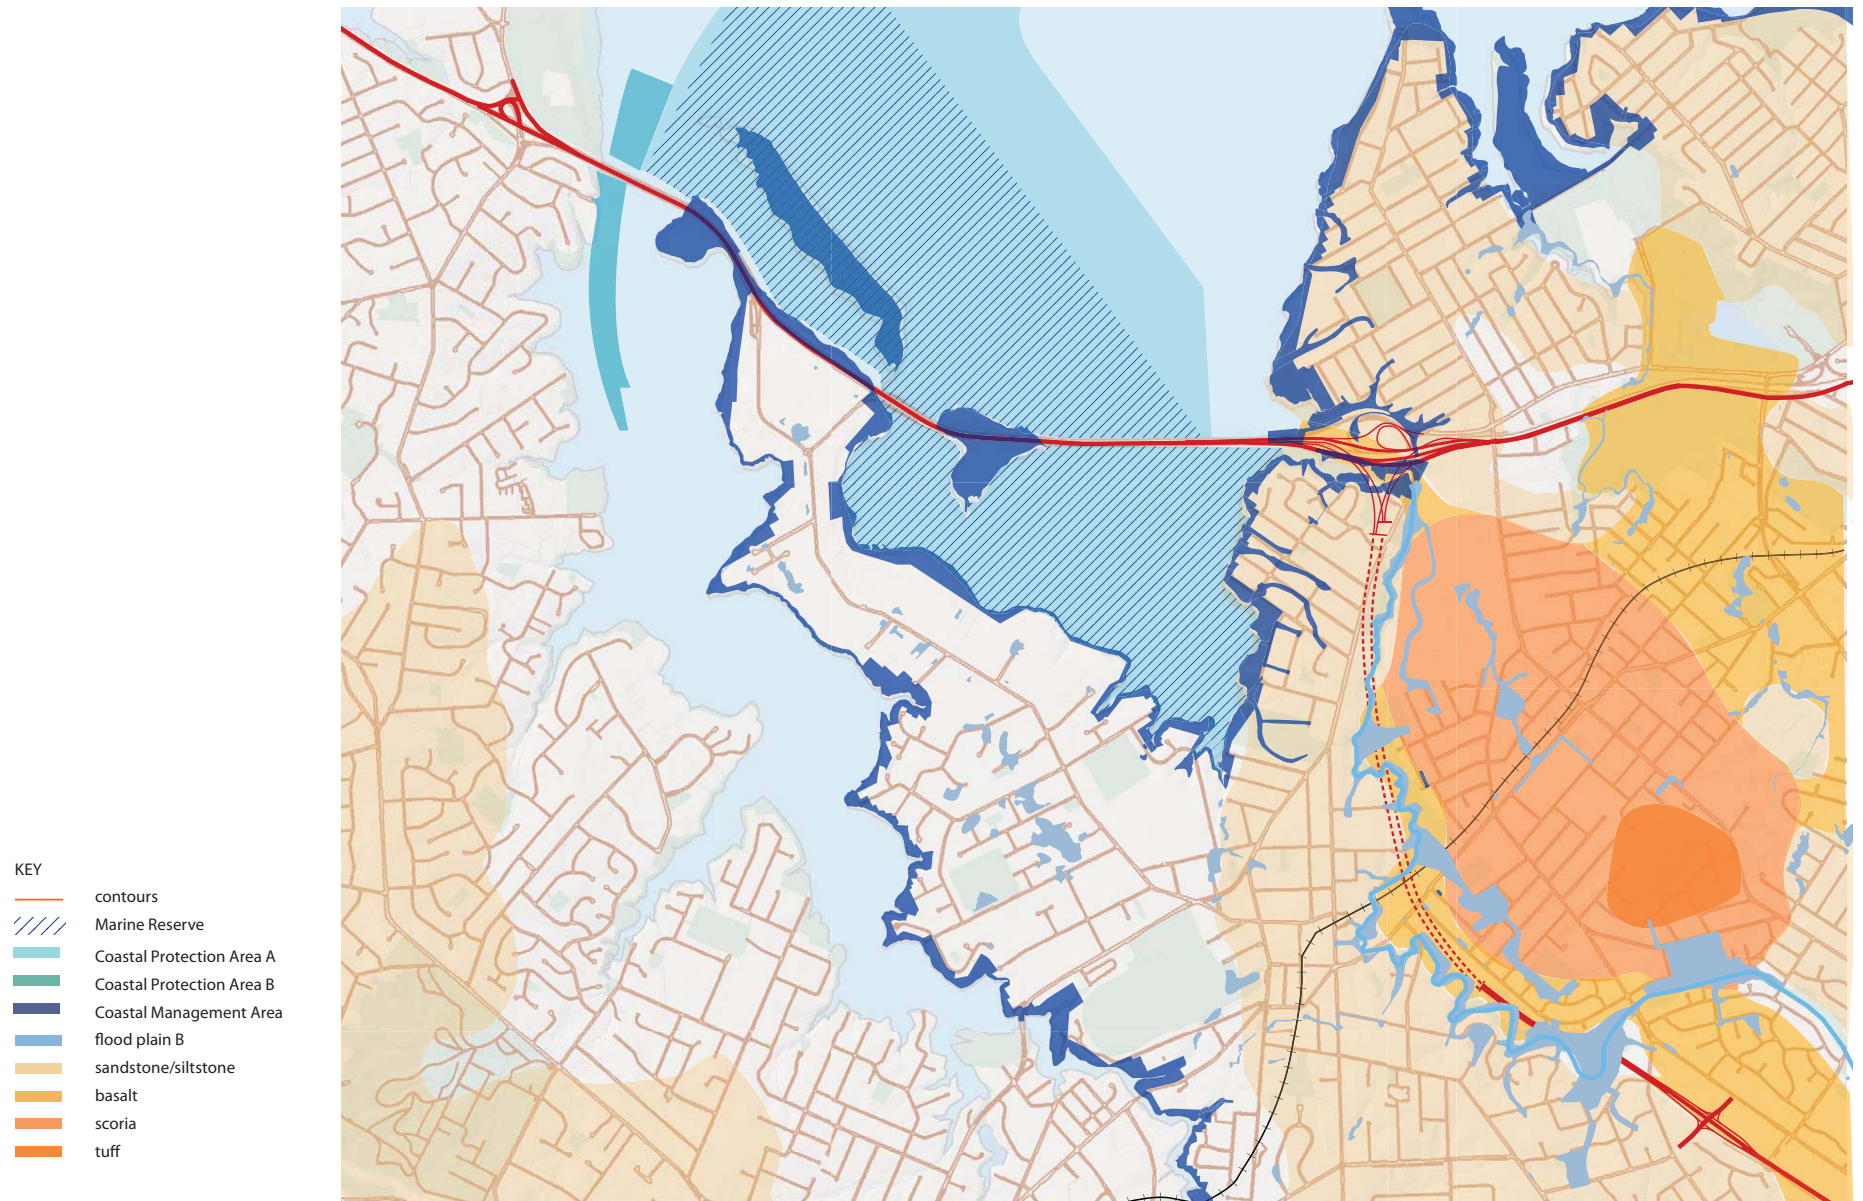 KEY
contours
Marine Reserve
Coastal Protection Area A
Coastal Protection Area B
Coastal Management Area
flood plain B
sandstone/siltstone
basalt
scoria
tuff